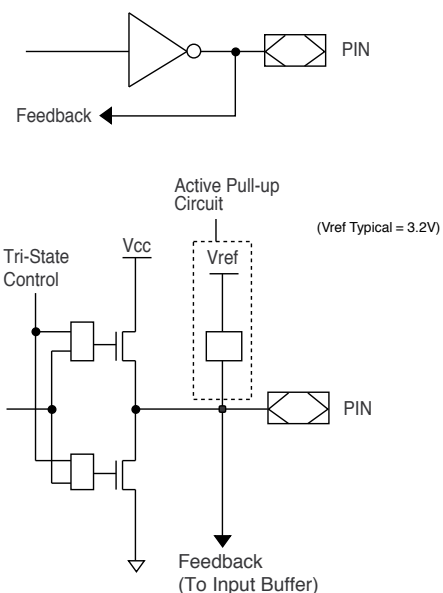 PIN
Feedback
Active Pull-up
Circuit
(Vref Typical = 3.2V)
Tri-State
Control
Vcc
Vref
PIN
Feedback
(To Input Buffer)